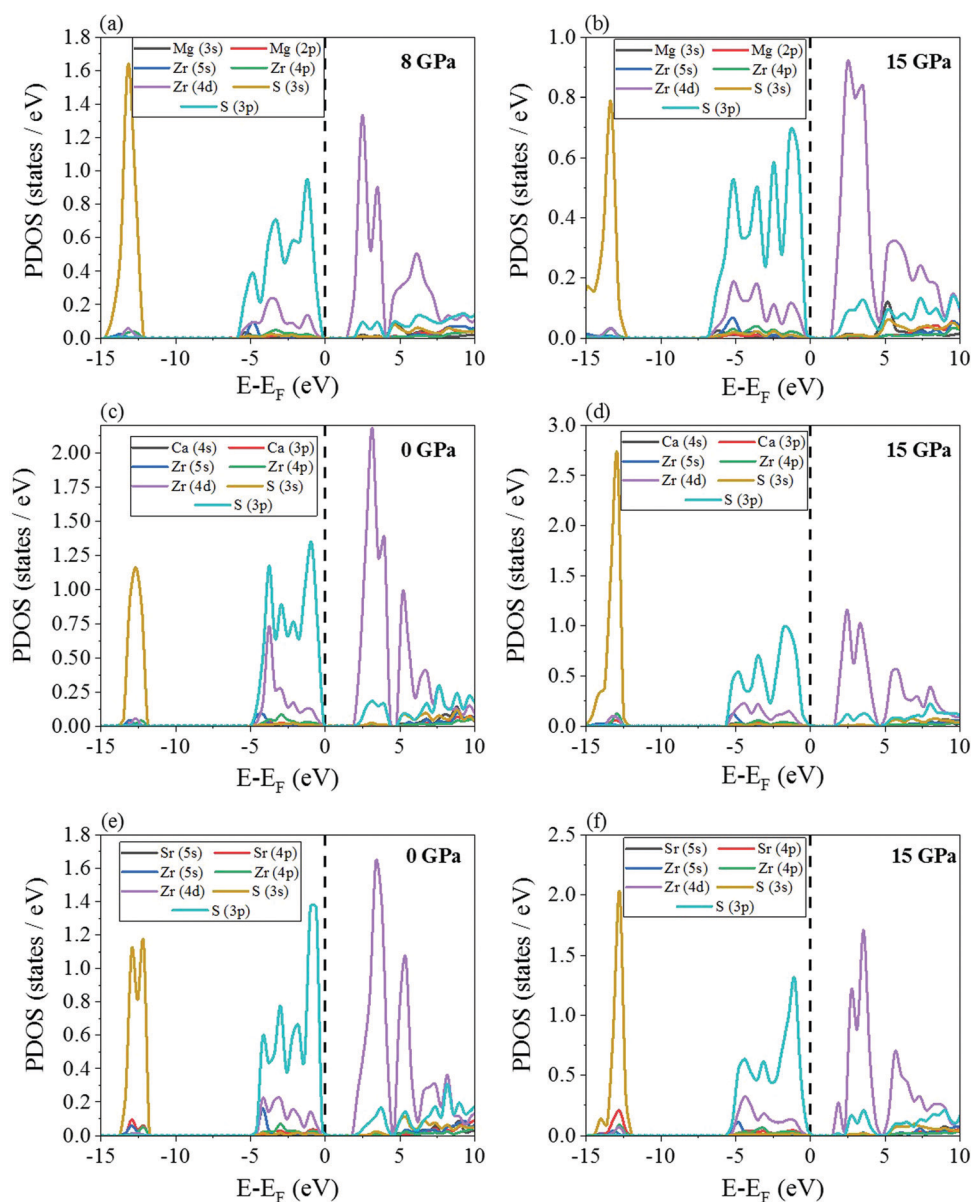 (a)
1.8
1.6
1.4
1.2
1.0
0.8
0.6
0.4
0.2
0.0
PDOS (states / eV)
Mg (3s) Mg (2p)
Zr (5s) Zr (4p)
Zr (4d) S (3s)
S (3p)
8 GPa
-15 -10 -5 0 5 10
E-E_F (eV)
(b)
1.0
0.8
0.6
0.4
0.2
0.0
PDOS (states / eV)
Mg (3s) Mg (2p)
Zr (5s) Zr (4p)
Zr (4d) S (3s)
S (3p)
15 GPa
-15 -10 -5 0 5 10
E-E_F (eV)
(c)
2.00
1.75
1.50
1.25
1.00
0.75
0.50
0.25
0.00
PDOS (states / eV)
Ca (4s) Ca (3p)
Zr (5s) Zr (4p)
Zr (4d) S (3s)
S (3p)
0 GPa
-15 -10 -5 0 5 10
E-E_F (eV)
(d)
3.0
2.5
2.0
1.5
1.0
0.5
0.0
PDOS (states / eV)
Ca (4s) Ca (3p)
Zr (5s) Zr (4p)
Zr (4d) S (3s)
S (3p)
15 GPa
-15 -10 -5 0 5 10
E-E_F (eV)
(e)
1.8
1.6
1.4
1.2
1.0
0.8
0.6
0.4
0.2
0.0
PDOS (states / eV)
Sr (5s) Sr (4p)
Zr (5s) Zr (4p)
Zr (4d) S (3s)
S (3p)
0 GPa
-15 -10 -5 0 5 10
E-E_F (eV)
(f)
2.5
2.0
1.5
1.0
0.5
0.0
PDOS (states / eV)
Sr (5s) Sr (4p)
Zr (5s) Zr (4p)
Zr (4d) S (3s)
S (3p)
15 GPa
-15 -10 -5 0 5 10
E-E_F (eV)